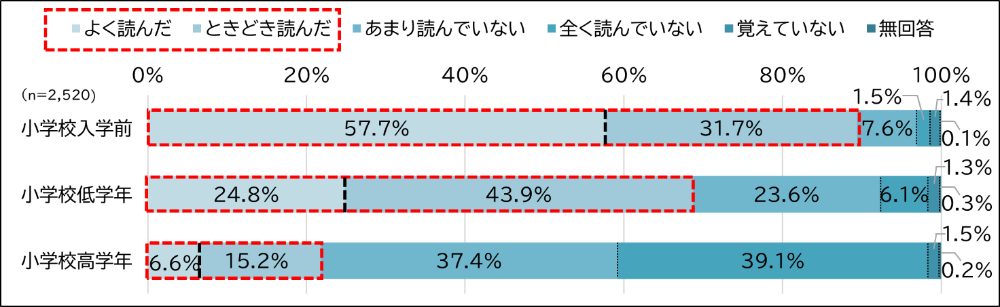 よく読んだ ときどき読んだ あまり読んでいない 全く読んでいない 覚えていない 無回答
0% 20% 40% 60% 80% 100%
(n=2,520)
小学校入学前 57.7% 31.7% 7.6% 1.5% 1.4% 0.1%
小学校低学年 24.8% 43.9% 23.6% 6.1% 1.3% 0.3%
小学校高学年 6.6% 15.2% 37.4% 39.1% 1.5% 0.2%